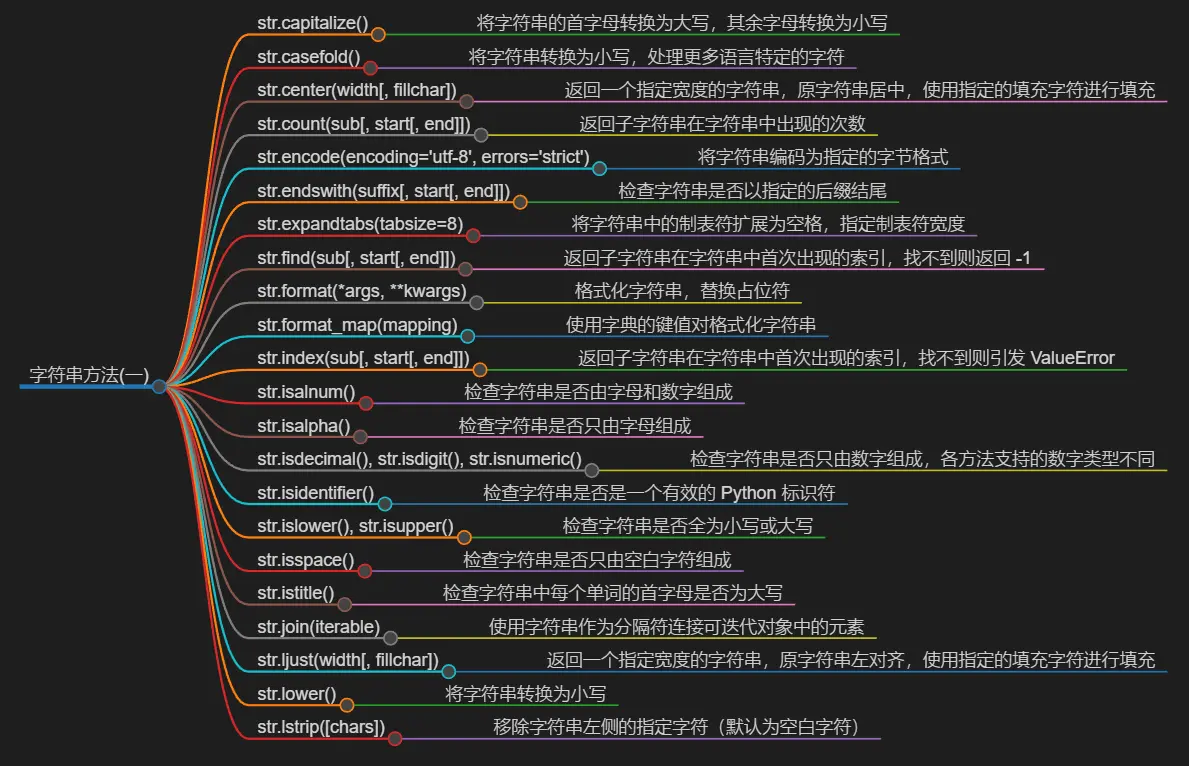 字符串方法(一)
str.capitalize() 将字符串的首字母转换为大写，其余字母转换为小写
str.casefold() 将字符串转换为小写，处理更多语言特定的字符
str.center(width[, fillchar]) 返回一个指定宽度的字符串，原字符串居中，使用指定的填充字符进行填充
str.count(sub[, start[, end]]) 返回子字符串在字符串中出现的次数
str.encode(encoding='utf-8', errors='strict') 将字符串编码为指定的字节格式
str.endswith(suffix[, start[, end]]) 检查字符串是否以指定的后缀结尾
str.expandtabs(tabsize=8) 将字符串中的制表符扩展为空格，指定制表符宽度
str.find(sub[, start[, end]]) 返回子字符串在字符串中首次出现的索引，找不到则返回 -1
str.format(*args, **kwargs) 格式化字符串，替换占位符
str.format_map(mapping) 使用字典的键值对格式化字符串
str.index(sub[, start[, end]]) 返回子字符串在字符串中首次出现的索引，找不到则引发 ValueError
str.isalnum() 检查字符串是否由字母和数字组成
str.isalpha() 检查字符串是否只由字母组成
str.isdecimal(), str.isdigit(), str.isnumeric() 检查字符串是否只由数字组成，各方法支持的数字类型不同
str.isidentifier() 检查字符串是否是一个有效的 Python 标识符
str.islower(), str.isupper() 检查字符串是否全为小写或大写
str.isspace() 检查字符串是否只由空白字符组成
str.istitle() 检查字符串中每个单词的首字母是否为大写
str.join(iterable) 使用字符串作为分隔符连接可迭代对象中的元素
str.ljust(width[, fillchar]) 返回一个指定宽度的字符串，原字符串左对齐，使用指定的填充字符进行填充
str.lower() 将字符串转换为小写
str.lstrip([chars]) 移除字符串左侧的指定字符（默认为空白字符）